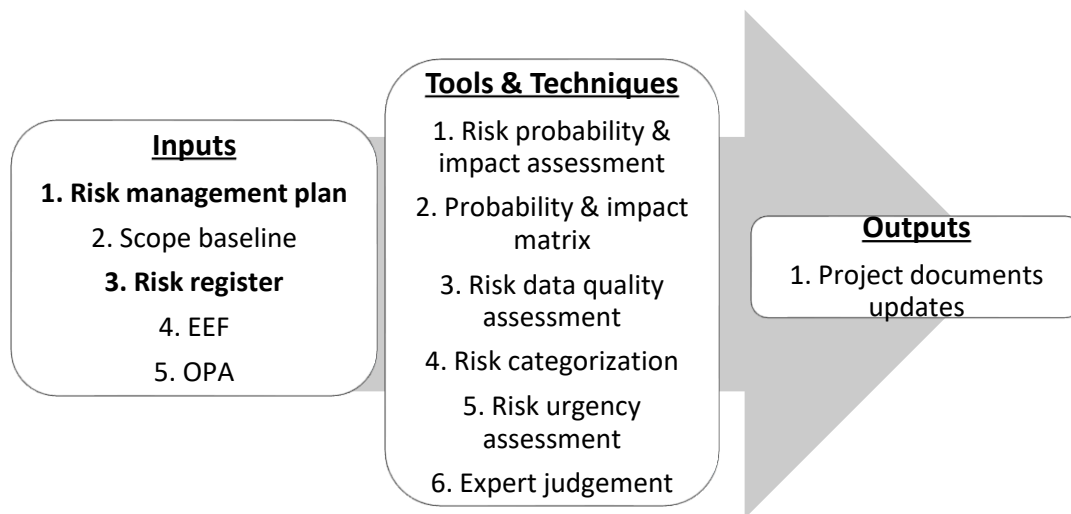 Inputs
1. Risk management plan
2. Scope baseline
3. Risk register
4. EEF
5. OPA
Tools & Techniques
1. Risk probability &
impact assessment
2. Probability & impact
matrix
3. Risk data quality
assessment
4. Risk categorization
5. Risk urgency
assessment
6. Expert judgement
Outputs
1. Project documents
updates